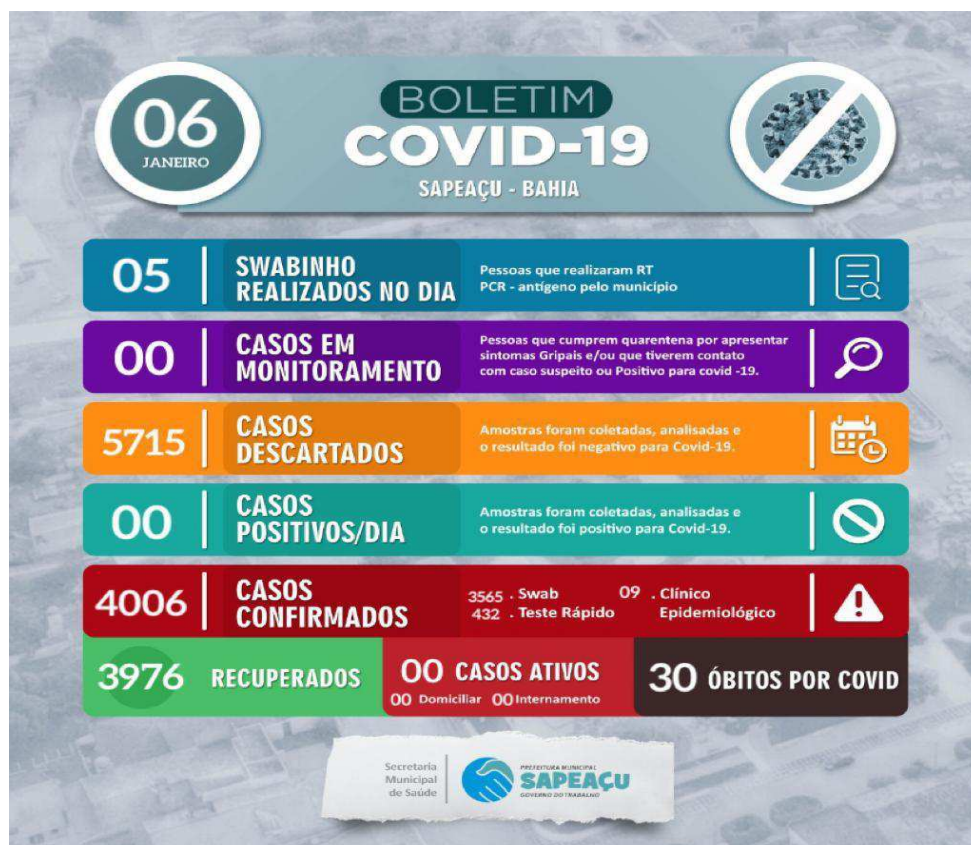 06
JANEIRO
BOLETIM
COVID-19
SAPEAÇU - BAHIA
05
SWABINHO
REALIZADOS NO DIA
Pessoas que realizaram RT
PCR - antígeno pelo município
00
CASOS EM
MONITORAMENTO
Pessoas que cumprem quarentena por apresentar
sintomas Gripais e/ou que tiverem contato
com caso suspeito ou Positivo para covid -19.
5715
CASOS
DESCARTADOS
Amostras foram coletadas, analisadas e
o resultado foi negativo para Covid-19.
00
CASOS
POSITIVOS/DIA
Amostras foram coletadas, analisadas e
o resultado foi positivo para Covid-19.
4006
CASOS
CONFIRMADOS
3565 . Swab
432 . Teste Rápido
09 . Clínico
Epidemiológico
3976 RECUPERADOS
00 CASOS ATIVOS
00 Domiciliar 00 Internamento
30 ÓBITOS POR COVID
Secretaria
Municipal
de Saúde
PREFEITURA MUNICIPAL
SAPEAÇU
GOVERNO DO TRABALHO